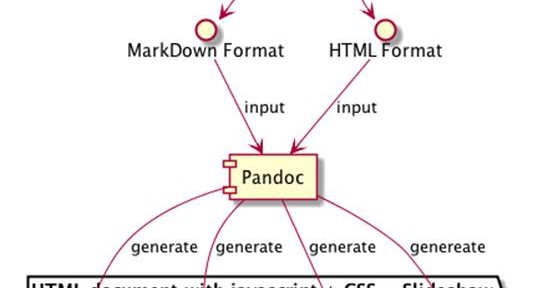 MarkDown Format
HTML Format
input
input
Pandoc
generate
generate
generate
genereate
HTML document with javascript + CSS = Slideshow